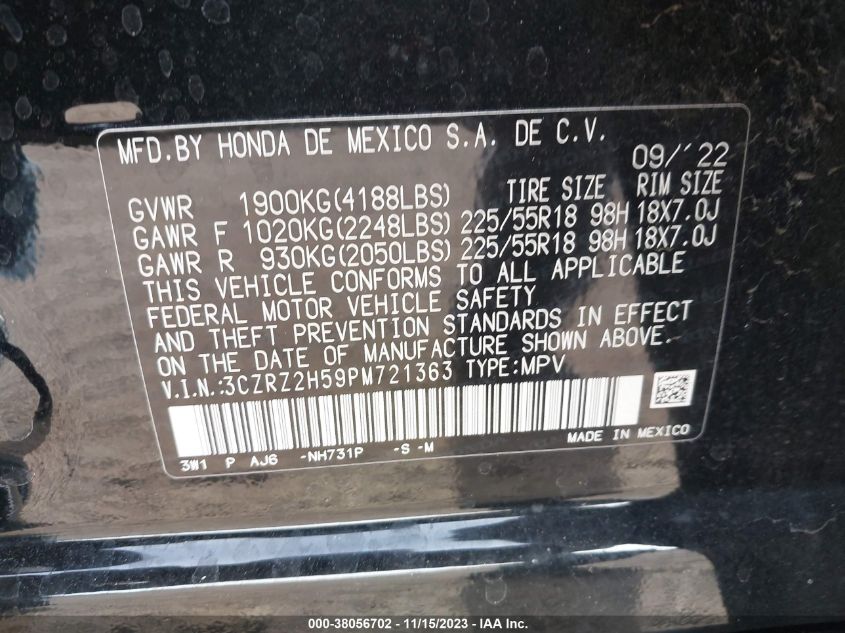 MFD.BY HONDA DE MEXICO S.A. DE C.V.
09/'22
TIRE SIZE RIM SIZE
GVWR 1900KG(4188LBS)
GAWR F 1020KG(2248LBS) 225/55R18 98H 18X7.0J
GAWR R 930KG(2050LBS) 225/55R18 98H 18X7.0J
THIS VEHICLE CONFORMS TO ALL APPLICABLE
FEDERAL MOTOR VEHICLE SAFETY
AND THEFT PREVENTION STANDARDS IN EFFECT
ON THE DATE OF MANUFACTURE SHOWN ABOVE.
V.I.N.:3CZRZ2H59PM721363 TYPE:MPV
3W1 P AJ6 -NH731P -S -M
MADE IN MEXICO
000-38056702 - 11/15/2023 - IAA Inc.